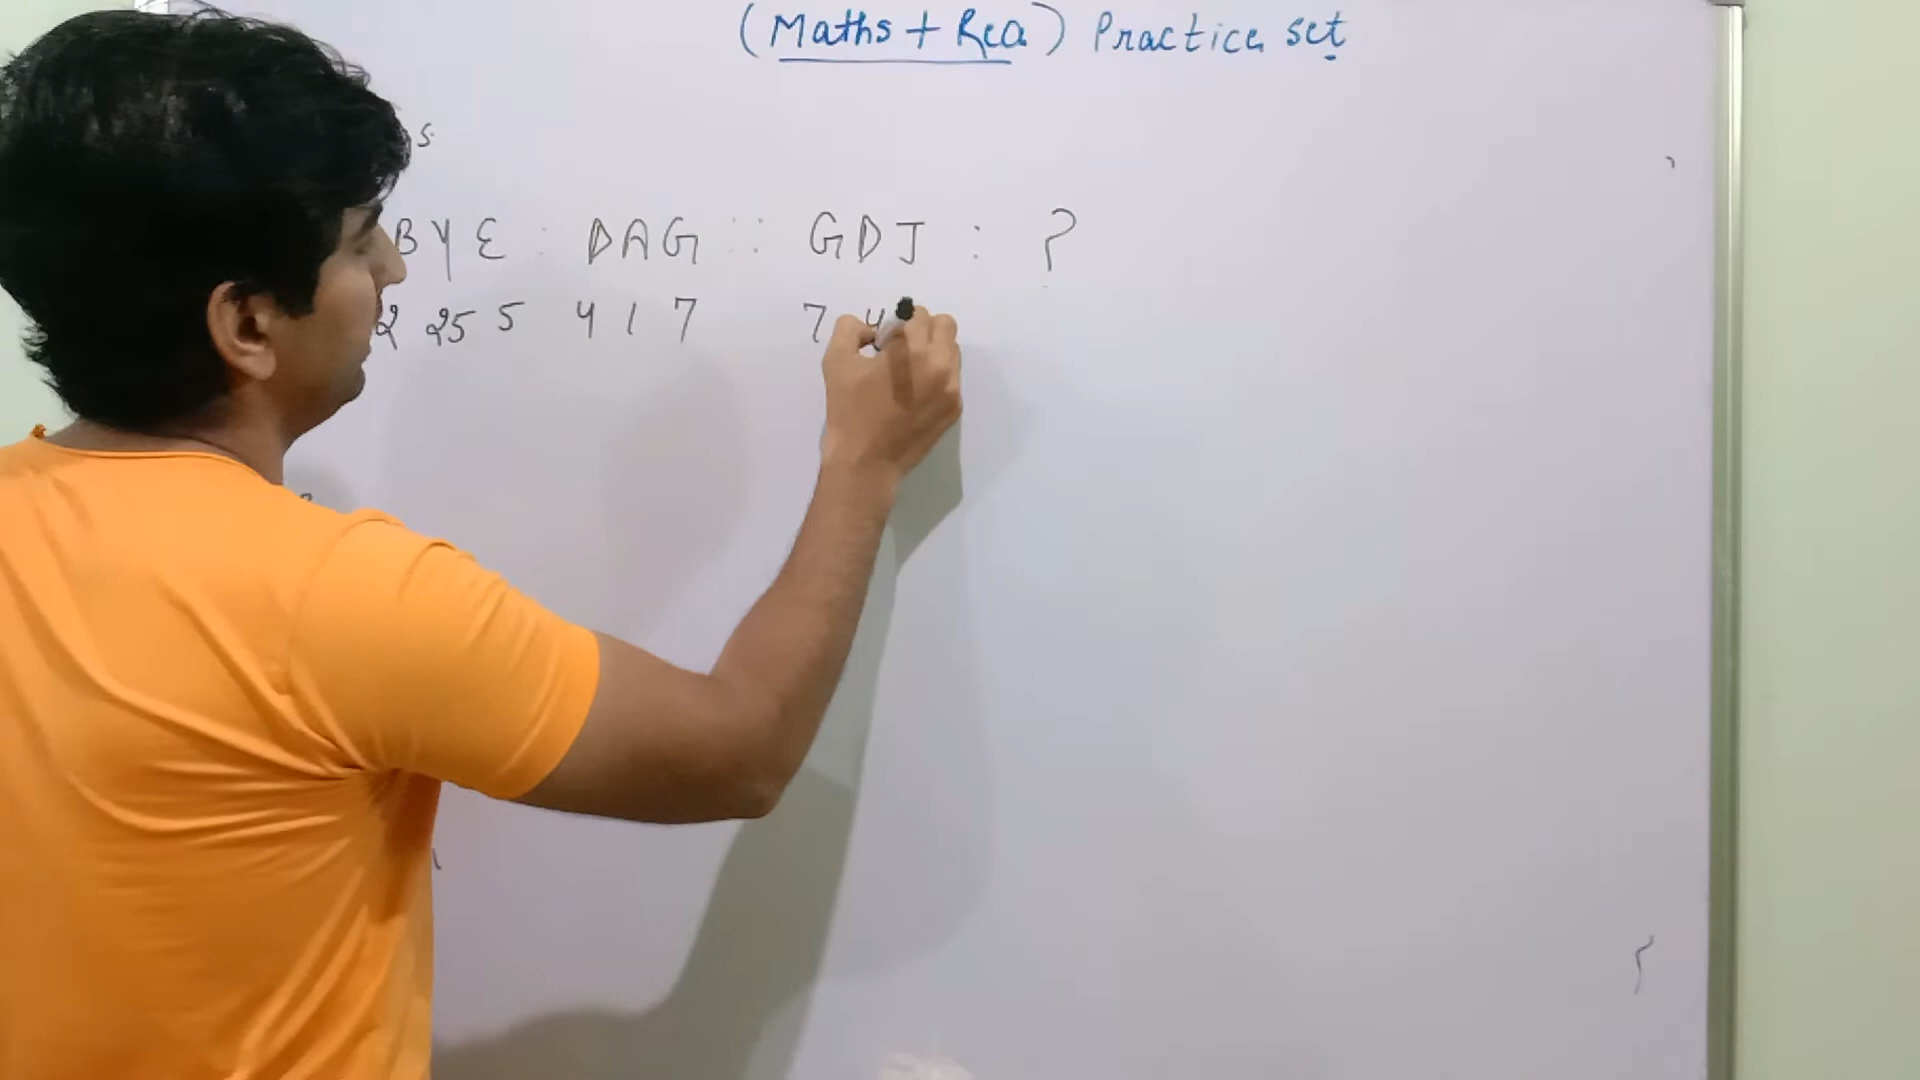 (Maths + Rea) Practice set
BYE : DAG :: GDJ : ?
2 25 5 4 1 7 7 4